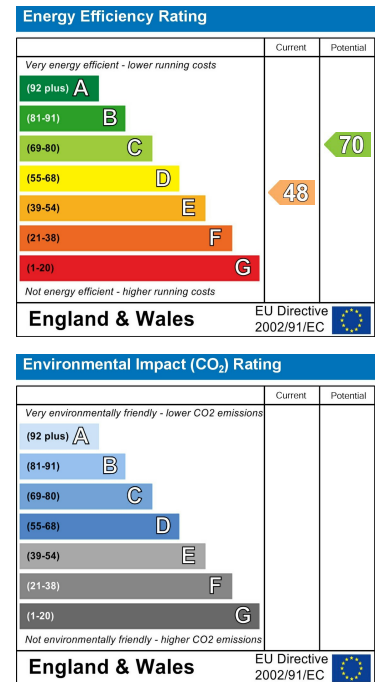 Energy Efficiency Rating
Current Potential
Very energy efficient - lower running costs
(92 plus) A
(81-91) B
(69-80) C
70
(55-68) D
48
(39-54) E
(21-38) F
(1-20) G
Not energy efficient - higher running costs
England & Wales
EU Directive
2002/91/EC
Environmental Impact (CO₂) Rating
Current Potential
Very environmentally friendly - lower CO2 emissions
(92 plus) A
(81-91) B
(69-80) C
(55-68) D
(39-54) E
(21-38) F
(1-20) G
Not environmentally friendly - higher CO2 emissions
England & Wales
EU Directive
2002/91/EC